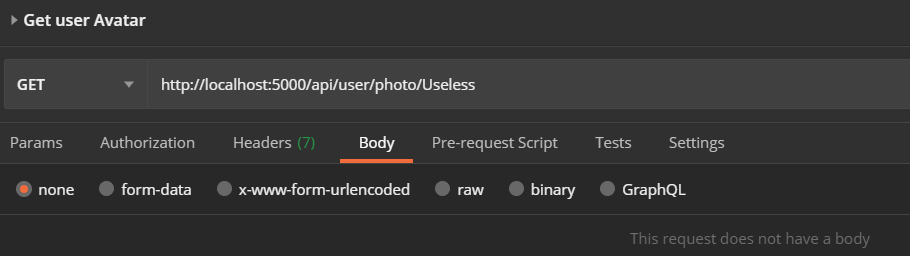 Get user Avatar
GET http://localhost:5000/api/user/photo/Useless
Params Authorization Headers (7) Body Pre-request Script Tests Settings
none form-data x-www-form-urlencoded raw binary GraphQL
This request does not have a body